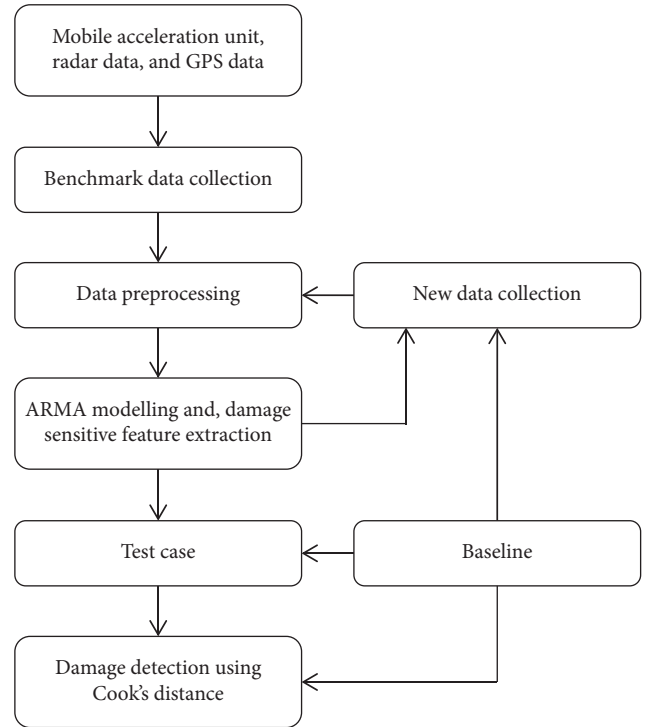 Mobile acceleration unit,
radar data, and GPS data
Benchmark data collection
Data preprocessing
New data collection
ARMA modelling and, damage
sensitive feature extraction
Test case
Baseline
Damage detection using
Cook's distance